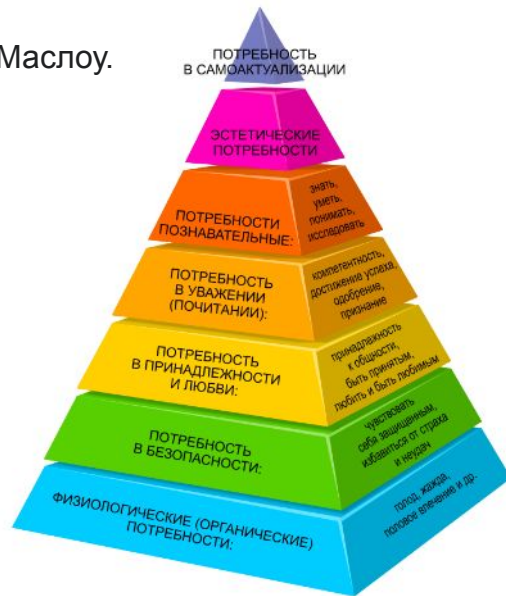 Маслоу.
ПОТРЕБНОСТЬ
В САМОАКТУАЛИЗАЦИИ
ЭСТЕТИЧЕСКИЕ
ПОТРЕБНОСТИ
ПОТРЕБНОСТИ
ПОЗНАВАТЕЛЬНЫЕ:
знать,
уметь,
понимать,
исследовать
ПОТРЕБНОСТЬ
В УВАЖЕНИИ
(ПОЧИТАНИИ):
компетентность,
достижение успеха,
одобрение,
признание
ПОТРЕБНОСТЬ
В ПРИНАДЛЕЖНОСТИ
И ЛЮБВИ:
принадлежность
к общности,
быть принятым,
любить и быть любимым
ПОТРЕБНОСТЬ
В БЕЗОПАСНОСТИ:
чувствовать
себя защищенным,
избавиться от страха
и неудач
ФИЗИОЛОГИЧЕСКИЕ (ОРГАНИЧЕСКИЕ)
ПОТРЕБНОСТИ:
голод, жажда,
половое влечение и др.